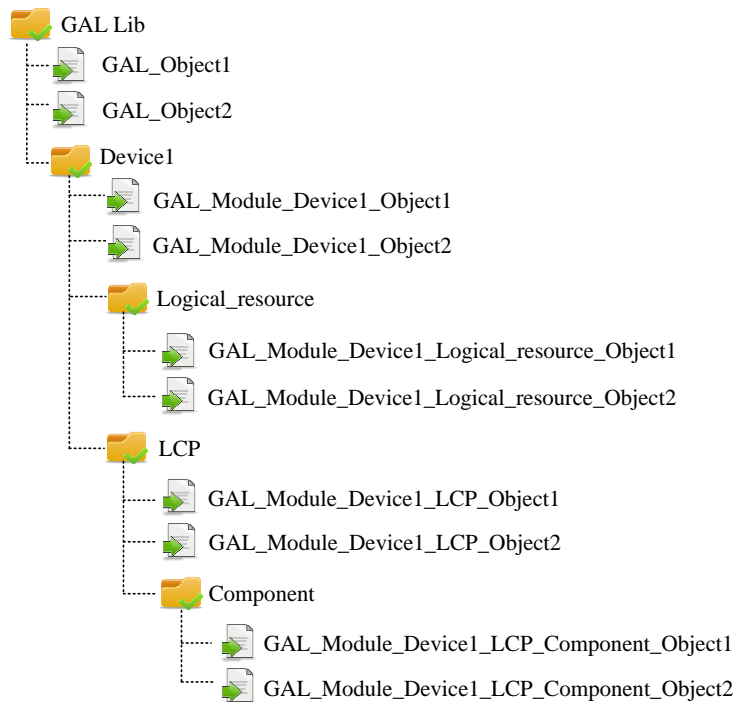 GAL Lib
GAL_Object1
GAL_Object2
Device1
GAL_Module_Device1_Object1
GAL_Module_Device1_Object2
Logical_resource
GAL_Module_Device1_Logical_resource_Object1
GAL_Module_Device1_Logical_resource_Object2
LCP
GAL_Module_Device1_LCP_Object1
GAL_Module_Device1_LCP_Object2
Component
GAL_Module_Device1_LCP_Component_Object1
GAL_Module_Device1_LCP_Component_Object2